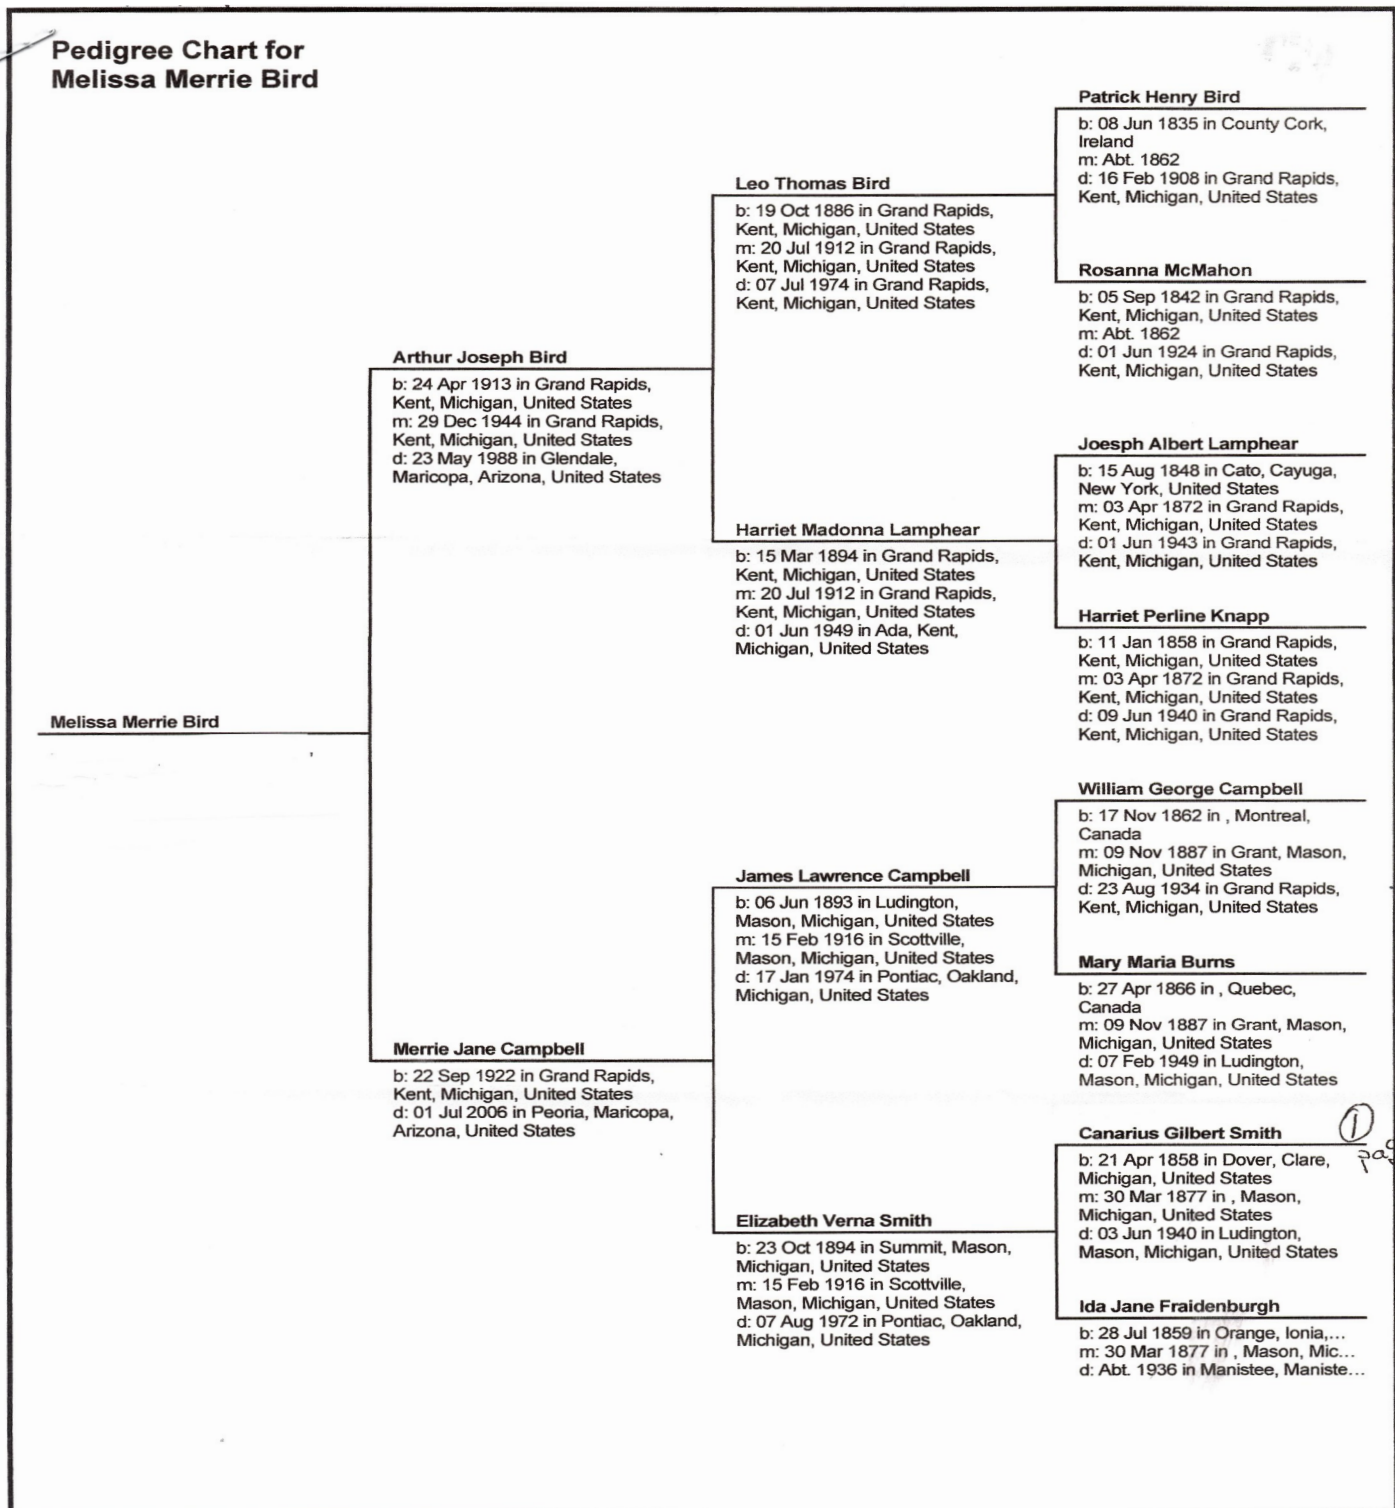 Pedigree Chart for
Melissa Merrie Bird
Patrick Henry Bird
b: 08 Jun 1835 in County Cork,
Ireland
m: Abt. 1862
d: 16 Feb 1908 in Grand Rapids,
Kent, Michigan, United States
Leo Thomas Bird
b: 19 Oct 1886 in Grand Rapids,
Kent, Michigan, United States
m: 20 Jul 1912 in Grand Rapids,
Kent, Michigan, United States
d: 07 Jul 1974 in Grand Rapids,
Kent, Michigan, United States
Rosanna McMahon
b: 05 Sep 1842 in Grand Rapids,
Kent, Michigan, United States
m: Abt. 1862
d: 01 Jun 1924 in Grand Rapids,
Kent, Michigan, United States
Arthur Joseph Bird
b: 24 Apr 1913 in Grand Rapids,
Kent, Michigan, United States
m: 29 Dec 1944 in Grand Rapids,
Kent, Michigan, United States
d: 23 May 1988 in Glendale,
Maricopa, Arizona, United States
Joesph Albert Lamphear
b: 15 Aug 1848 in Cato, Cayuga,
New York, United States
m: 03 Apr 1872 in Grand Rapids,
Kent, Michigan, United States
d: 01 Jun 1943 in Grand Rapids,
Kent, Michigan, United States
Harriet Madonna Lamphear
b: 15 Mar 1894 in Grand Rapids,
Kent, Michigan, United States
m: 20 Jul 1912 in Grand Rapids,
Kent, Michigan, United States
d: 01 Jun 1949 in Ada, Kent,
Michigan, United States
Harriet Perline Knapp
b: 11 Jan 1858 in Grand Rapids,
Kent, Michigan, United States
m: 03 Apr 1872 in Grand Rapids,
Kent, Michigan, United States
d: 09 Jun 1940 in Grand Rapids,
Kent, Michigan, United States
Melissa Merrie Bird
William George Campbell
b: 17 Nov 1862 in , Montreal,
Canada
m: 09 Nov 1887 in Grant, Mason,
Michigan, United States
d: 23 Aug 1934 in Grand Rapids,
Kent, Michigan, United States
James Lawrence Campbell
b: 06 Jun 1893 in Ludington,
Mason, Michigan, United States
m: 15 Feb 1916 in Scottville,
Mason, Michigan, United States
d: 17 Jan 1974 in Pontiac, Oakland,
Michigan, United States
Mary Maria Burns
b: 27 Apr 1866 in , Quebec,
Canada
m: 09 Nov 1887 in Grant, Mason,
Michigan, United States
d: 07 Feb 1949 in Ludington,
Mason, Michigan, United States
Merrie Jane Campbell
b: 22 Sep 1922 in Grand Rapids,
Kent, Michigan, United States
d: 01 Jul 2006 in Peoria, Maricopa,
Arizona, United States
Canarius Gilbert Smith
1
b: 21 Apr 1858 in Dover, Clare,
Michigan, United States
m: 30 Mar 1877 in , Mason,
Michigan, United States
d: 03 Jun 1940 in Ludington,
Mason, Michigan, United States
Elizabeth Verna Smith
b: 23 Oct 1894 in Summit, Mason,
Michigan, United States
m: 15 Feb 1916 in Scottville,
Mason, Michigan, United States
d: 07 Aug 1972 in Pontiac, Oakland,
Michigan, United States
Ida Jane Fraidenburgh
b: 28 Jul 1859 in Orange, Ionia,...
m: 30 Mar 1877 in , Mason, Mic...
d: Abt. 1936 in Manistee, Maniste...